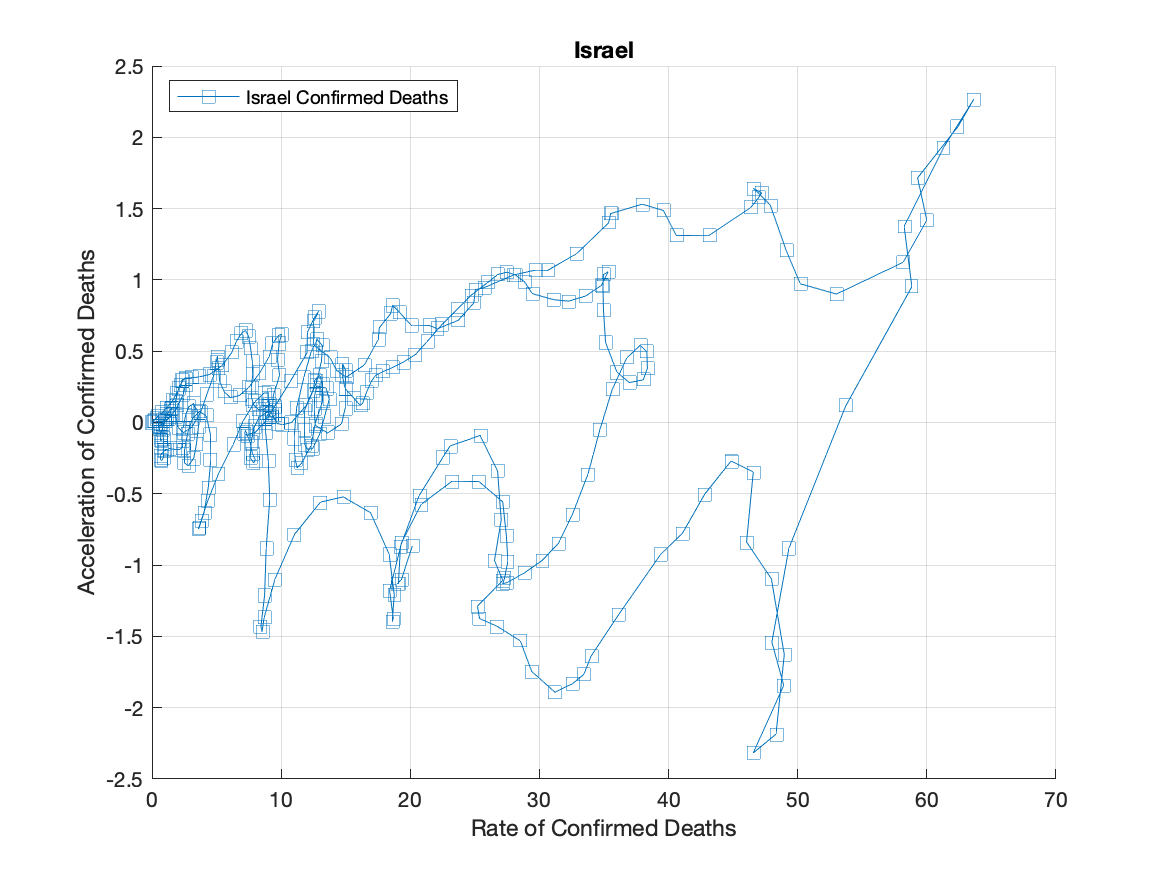 Israel
Israel Confirmed Deaths
2.5
2
1.5
1
0.5
0
-0.5
-1
-1.5
-2
-2.5
Acceleration of Confirmed Deaths
0 10 20 30 40 50 60 70
Rate of Confirmed Deaths